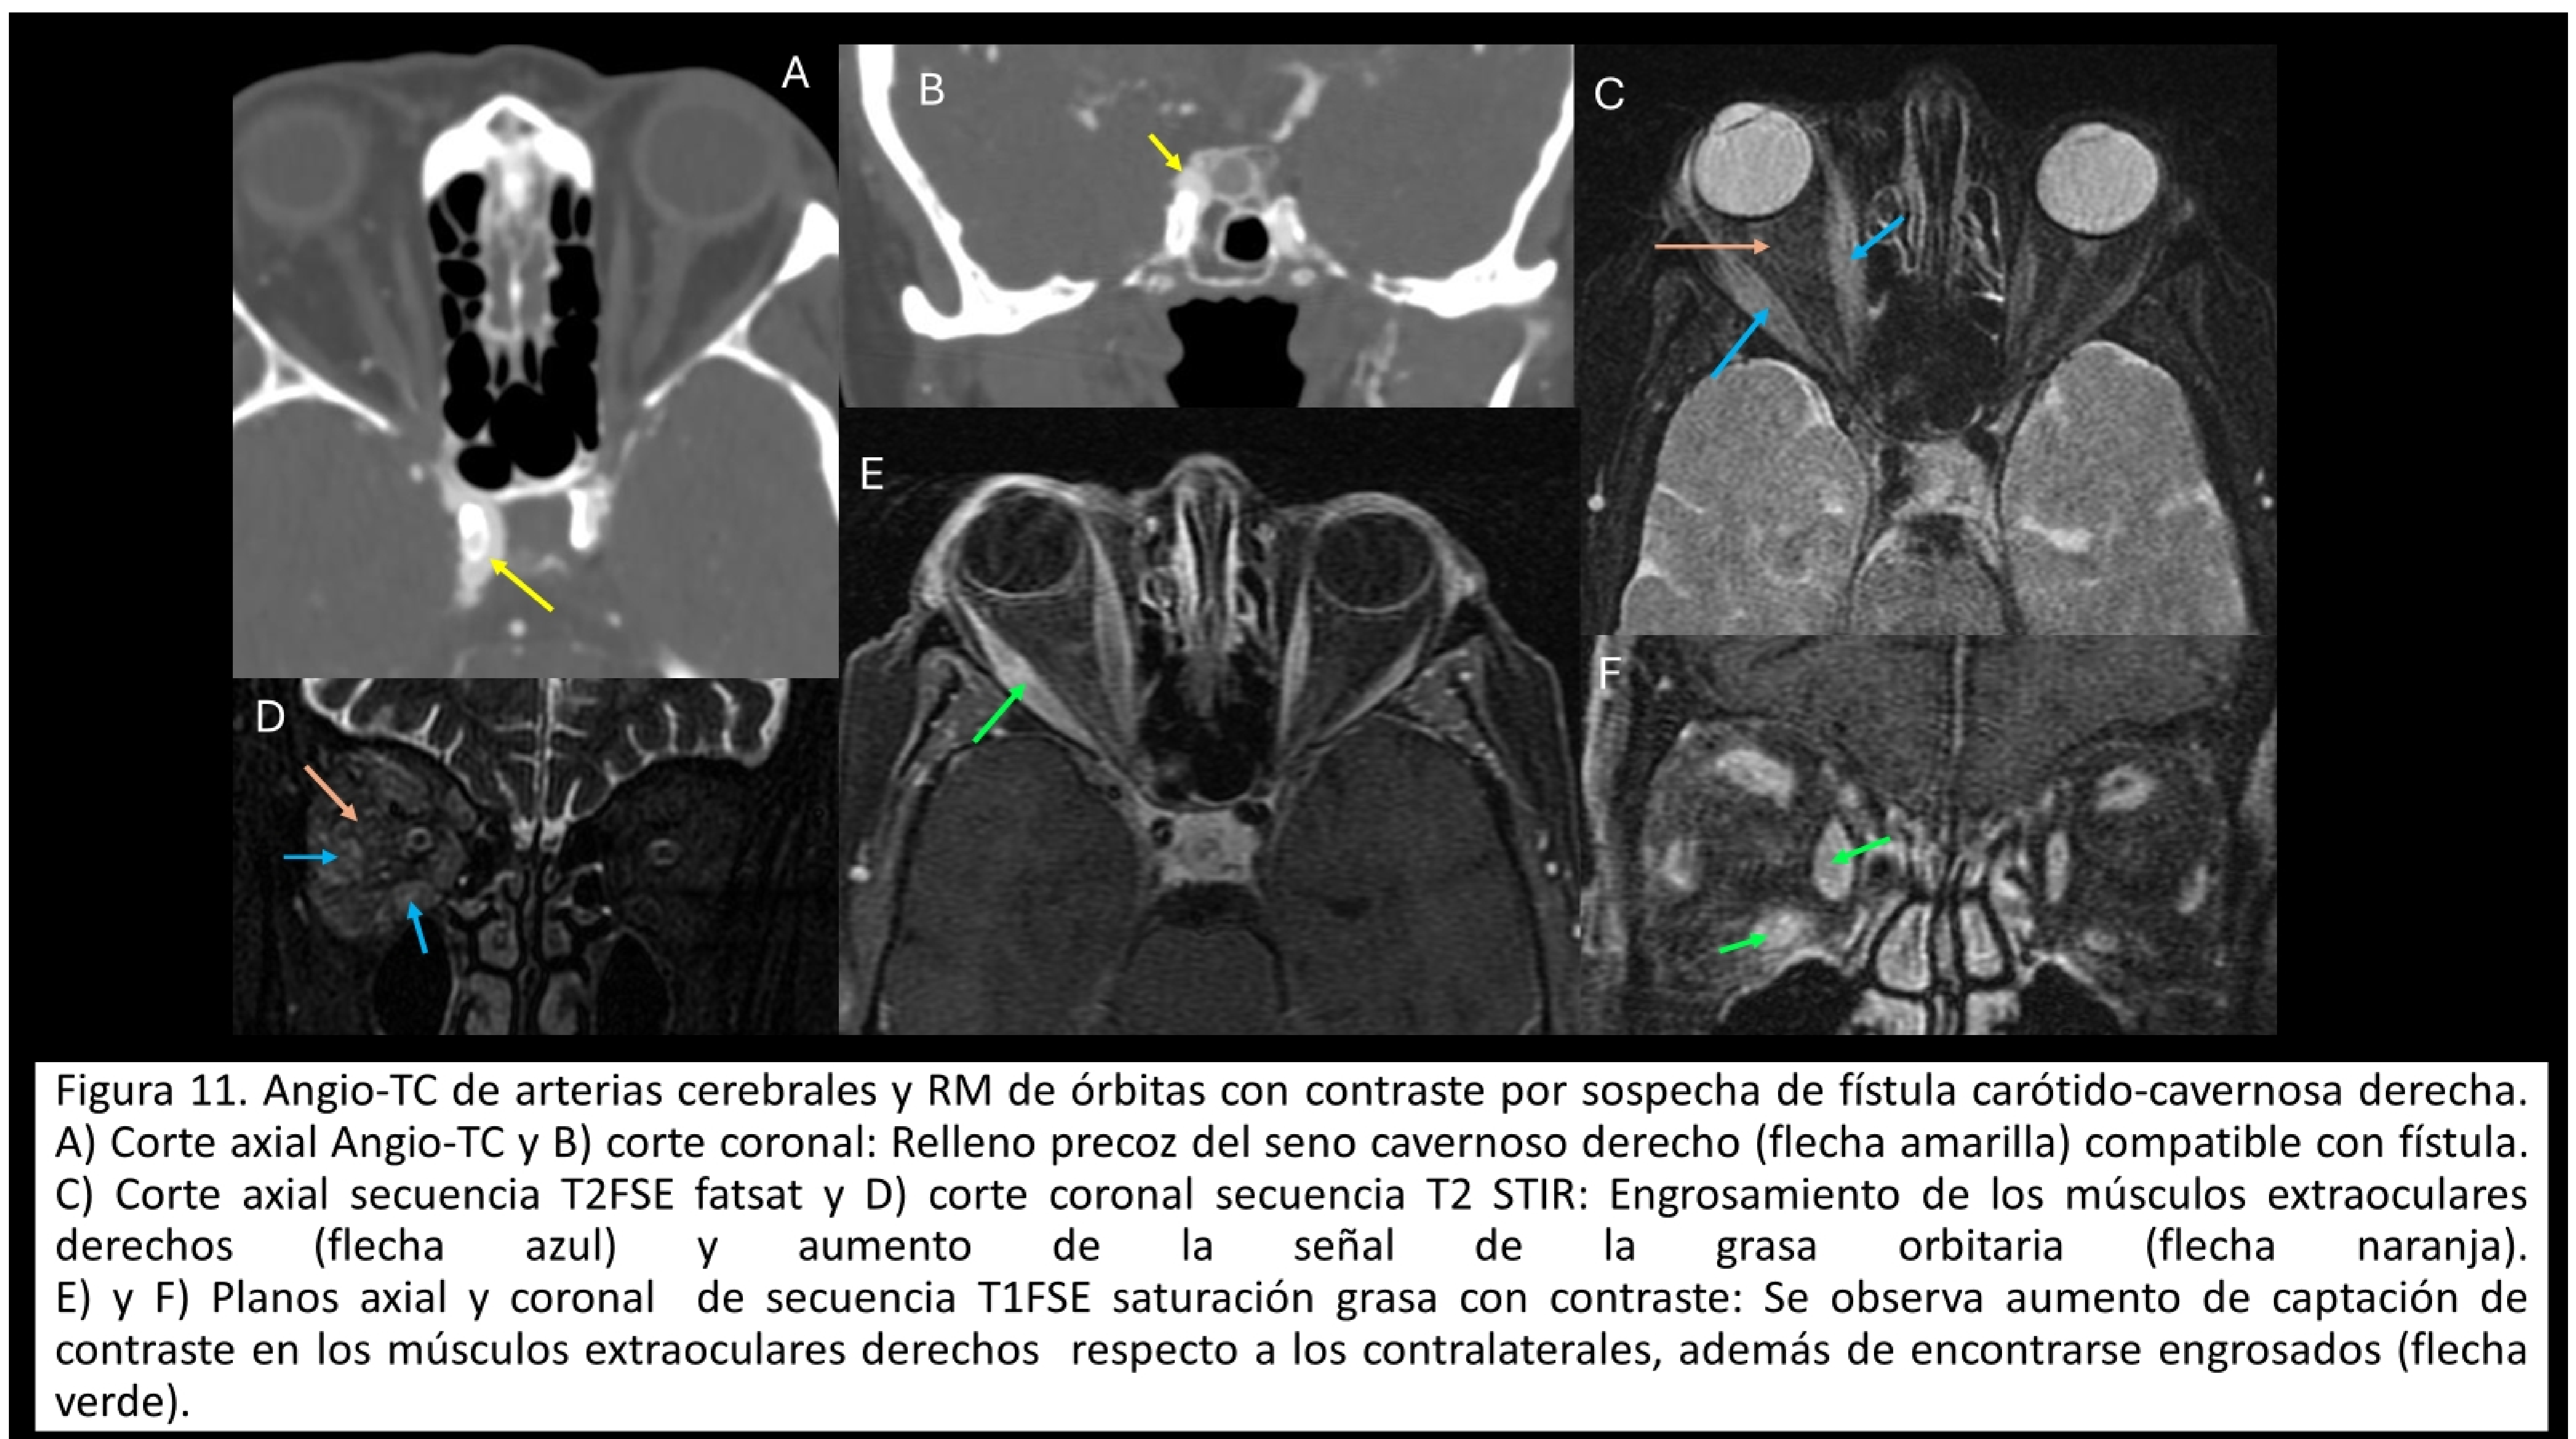 A
B
C
E
D
F
Figura 11. Angio-TC de arterias cerebrales y RM de órbitas con contraste por sospecha de fístula carótido-cavernosa derecha.
A) Corte axial Angio-TC y B) corte coronal: Relleno precoz del seno cavernoso derecho (flecha amarilla) compatible con fístula.
C) Corte axial secuencia T2FSE fatsat y D) corte coronal secuencia T2 STIR: Engrosamiento de los músculos extraoculares
derechos (flecha azul) y aumento de la señal de la grasa orbitaria (flecha naranja).
E) y F) Planos axial y coronal de secuencia T1FSE saturación grasa con contraste: Se observa aumento de captación de
contraste en los músculos extraoculares derechos respecto a los contralaterales, además de encontrarse engrosados (flecha
verde).